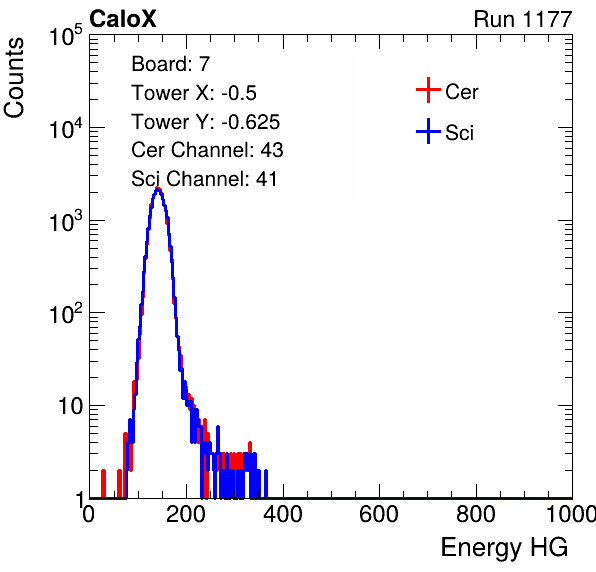 CaloX Run 1177
Counts
10^5
10^4
10^3
10^2
10
1
Board: 7
Tower X: -0.5
Tower Y: -0.625
Cer Channel: 43
Sci Channel: 41
Cer
Sci
0 200 400 600 800 1000
Energy HG